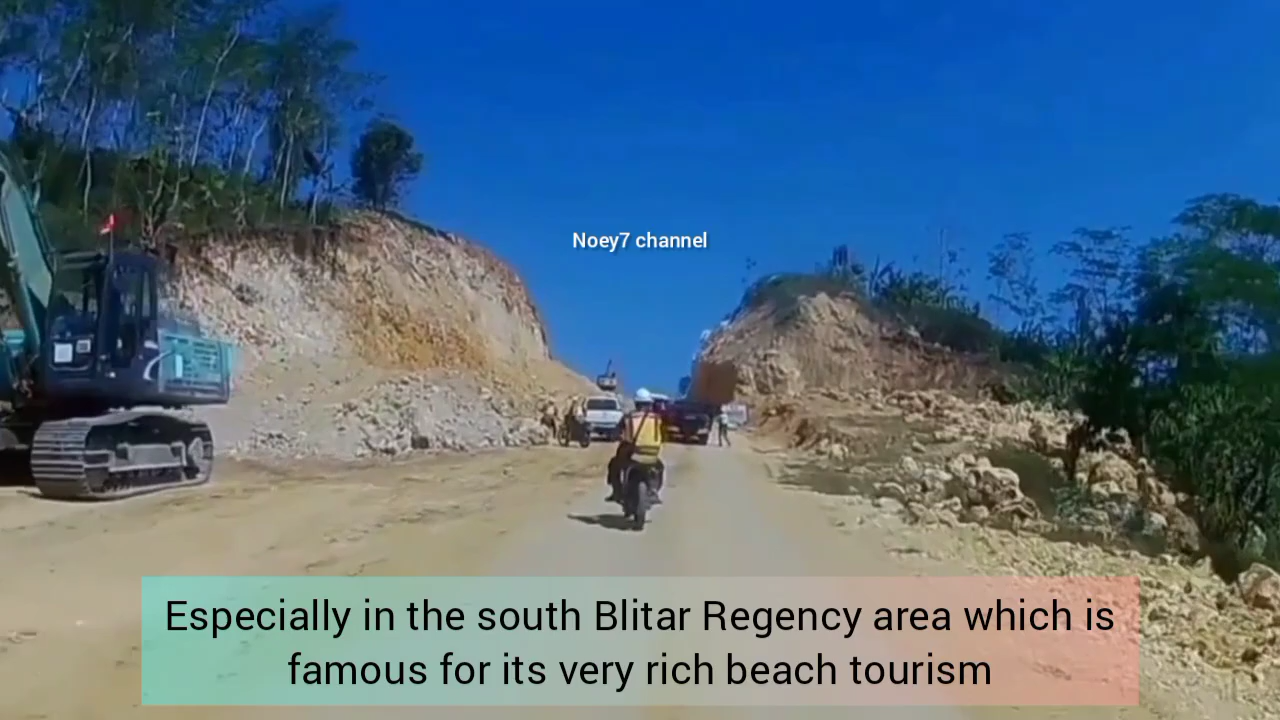 Noey7 channel
Especially in the south Blitar Regency area which is
famous for its very rich beach tourism